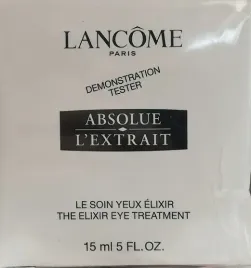 LANCÔME
PARIS
DEMONSTRATION
TESTER
ABSOLUE
L'EXTRAIT
LE SOIN YEUX ÉLIXIR
THE ELIXIR EYE TREATMENT
15 ml 5 FL.OZ.